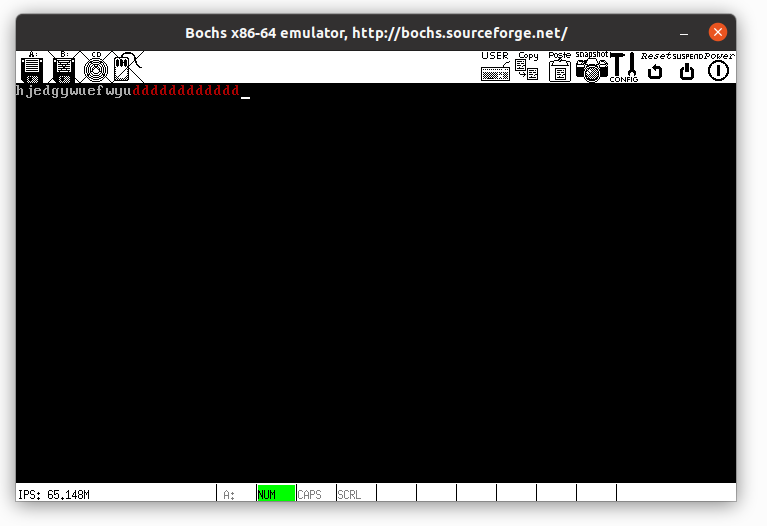 Bochs x86-64 emulator, http://bochs.sourceforge.net/
A: B: CD USER Copy Paste snapshot CONFIG Reset SUSPEND Power
hjedgywuefwyudddddddddddd_
IPS: 65.148M A: NUM CAPS SCRL